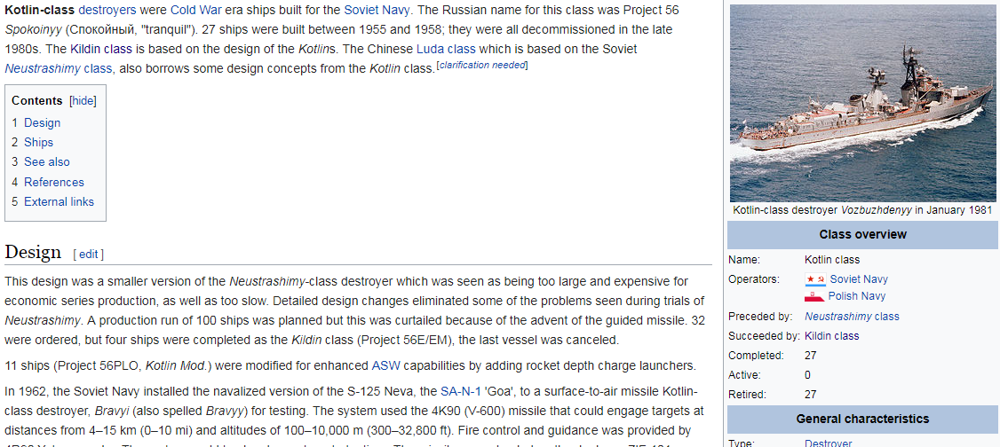 Kotlin-class destroyers were Cold War era ships built for the Soviet Navy. The Russian name for this class was Project 56
Spokoinyy (Спокойный, "tranquil"). 27 ships were built between 1955 and 1958; they were all decommissioned in the late
1980s. The Kildin class is based on the design of the Kotlins. The Chinese Luda class which is based on the Soviet
Neustrashimy class, also borrows some design concepts from the Kotlin class.[clarification needed]
Contents [hide]
1 Design
2 Ships
3 See also
4 References
5 External links
Design [ edit ]
This design was a smaller version of the Neustrashimy-class destroyer which was seen as being too large and expensive for
economic series production, as well as too slow. Detailed design changes eliminated some of the problems seen during trials of
Neustrashimy. A production run of 100 ships was planned but this was curtailed because of the advent of the guided missile. 32
were ordered, but four ships were completed as the Kildin class (Project 56E/EM), the last vessel was canceled.
11 ships (Project 56PLO, Kotlin Mod.) were modified for enhanced ASW capabilities by adding rocket depth charge launchers.
In 1962, the Soviet Navy installed the navalized version of the S-125 Neva, the SA-N-1 'Goa', to a surface-to-air missile Kotlin-
class destroyer, Bravyi (also spelled Bravyy) for testing. The system used the 4K90 (V-600) missile that could engage targets at
distances from 4–15 km (0–10 mi) and altitudes of 100–10,000 m (300–32,800 ft). Fire control and guidance was provided by
Kotlin-class destroyer Vozbuzhdenyy in January 1981
Class overview
Name: Kotlin class
Operators: Soviet Navy
Polish Navy
Preceded by: Neustrashimy class
Succeeded by: Kildin class
Completed: 27
Active: 0
Retired: 27
General characteristics
Type: Destroyer